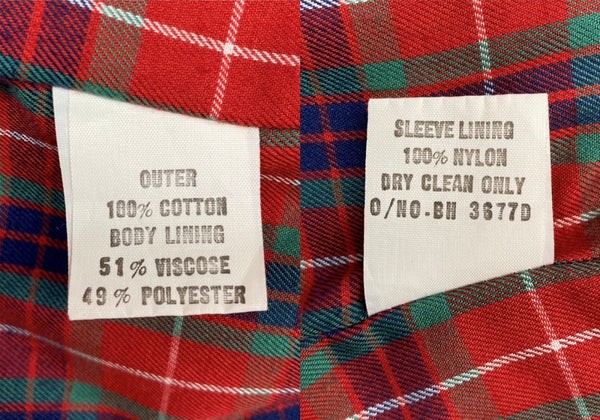 OUTER
100% COTTON
BODY LINING
51% VISCOSE
49% POLYESTER
SLEEVE LINING
100% NYLON
DRY CLEAN ONLY
O/NO.BH 3677D